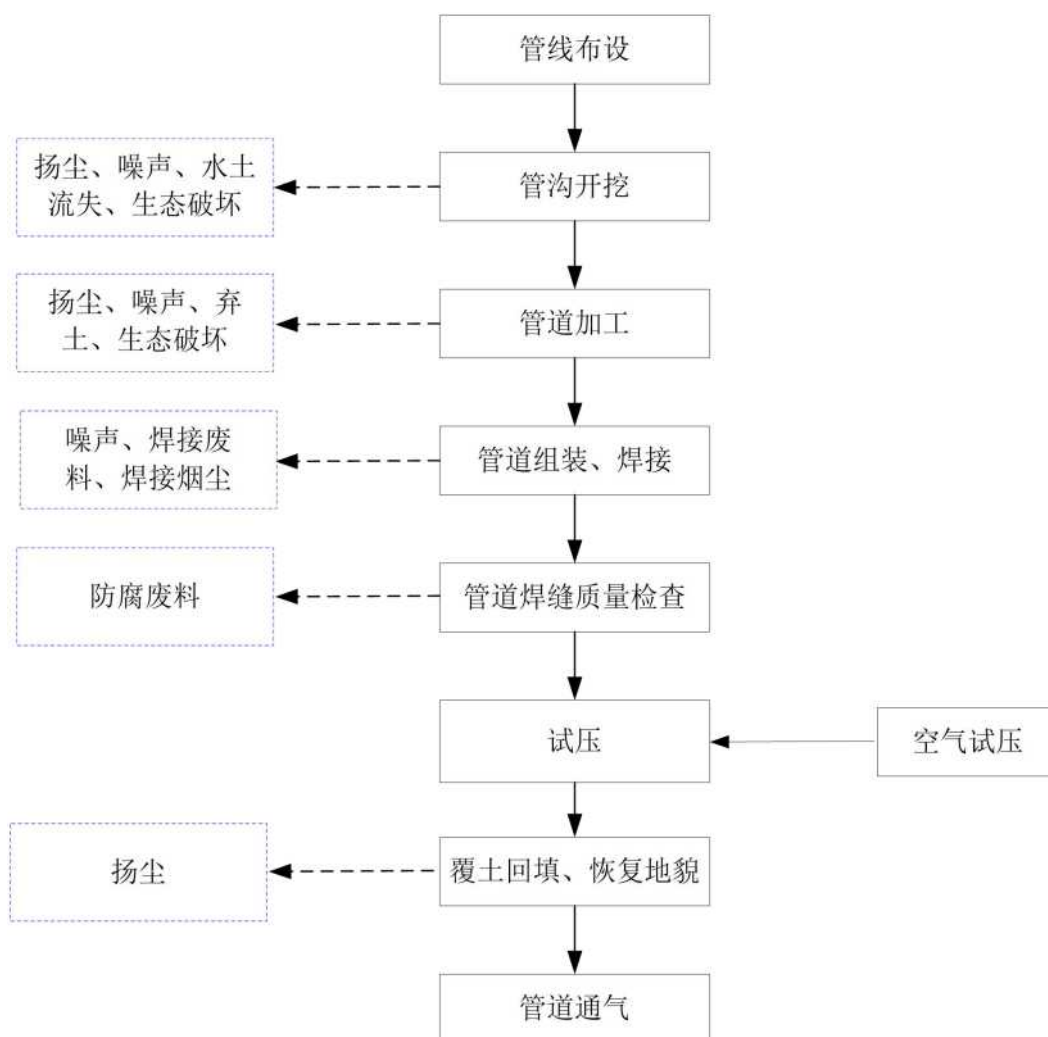 管线布设
扬尘、噪声、水土
流失、生态破坏
管沟开挖
扬尘、噪声、弃
土、生态破坏
管道加工
噪声、焊接废
料、焊接烟尘
管道组装、焊接
防腐废料
管道焊缝质量检查
试压
空气试压
扬尘
覆土回填、恢复地貌
管道通气